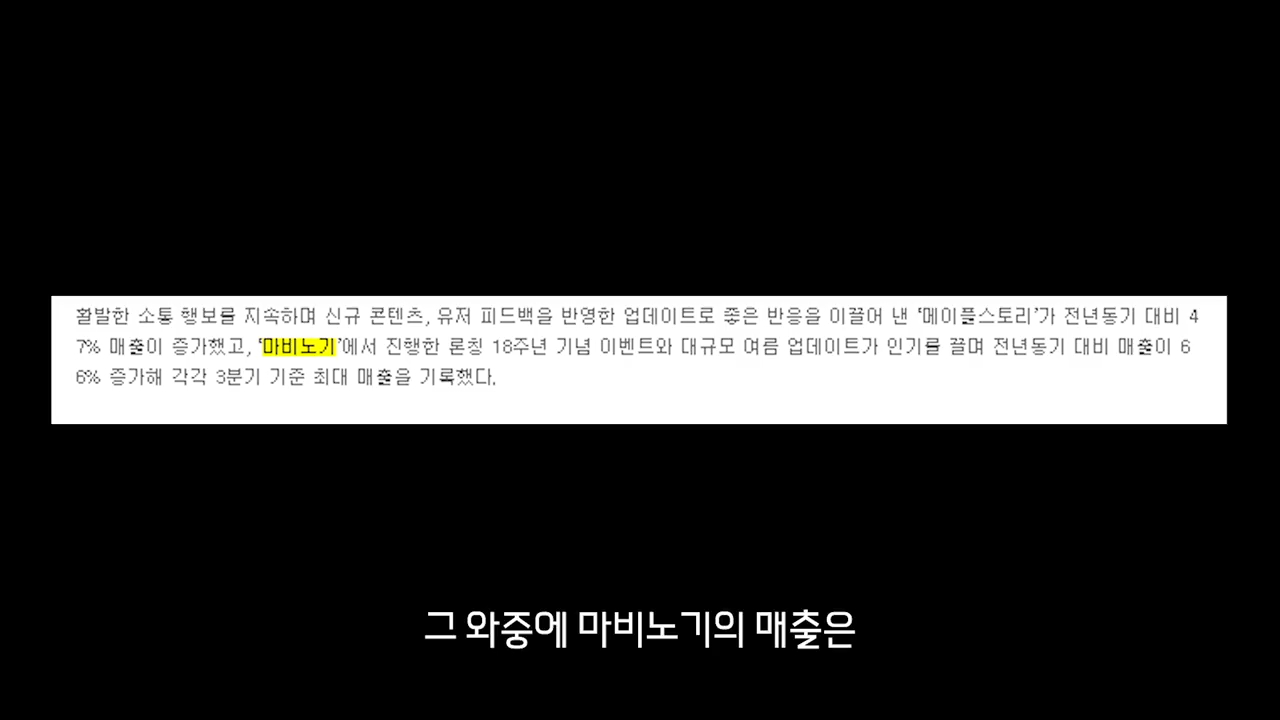 활발한 소통 행보를 지속하며 신규 콘텐츠, 유저 피드백을 반영한 업데이트로 좋은 반응을 이끌어 낸 ‘메이플스토리’가 전년동기 대비 4
7% 매출이 증가했고, ‘마비노기’에서 진행한 론칭 18주년 기념 이벤트와 대규모 여름 업데이트가 인기를 끌며 전년동기 대비 매출이 6
6% 증가해 각각 3분기 기준 최대 매출을 기록했다.
그 와중에 마비노기의 매출은